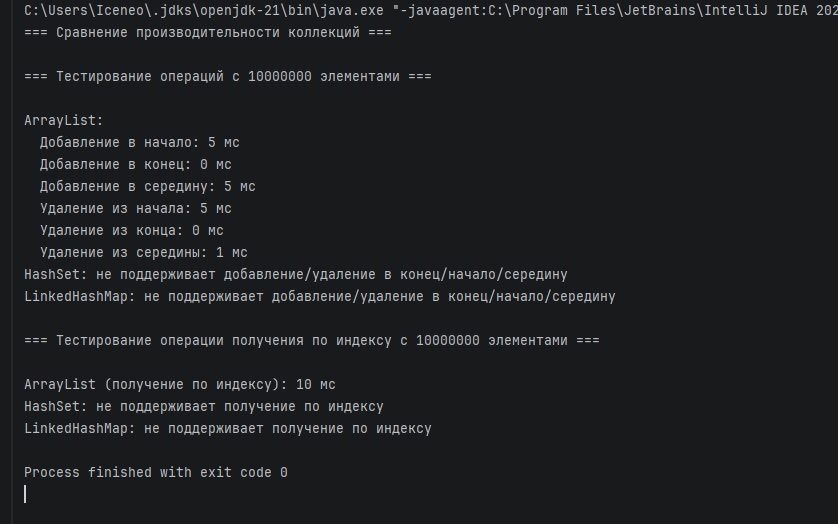 C:\Users\Iceneo\.jdks\openjdk-21\bin\java.exe "-javaagent:C:\Program Files\JetBrains\IntelliJ IDEA 202
=== Сравнение производительности коллекций ===
=== Тестирование операций с 10000000 элементами ===
ArrayList:
Добавление в начало: 5 мс
Добавление в конец: 0 мс
Добавление в середину: 5 мс
Удаление из начала: 5 мс
Удаление из конца: 0 мс
Удаление из середины: 1 мс
HashSet: не поддерживает добавление/удаление в конец/начало/середину
LinkedHashMap: не поддерживает добавление/удаление в конец/начало/середину
=== Тестирование операции получения по индексу с 10000000 элементами ===
ArrayList (получение по индексу): 10 мс
HashSet: не поддерживает получение по индексу
LinkedHashMap: не поддерживает получение по индексу
Process finished with exit code 0